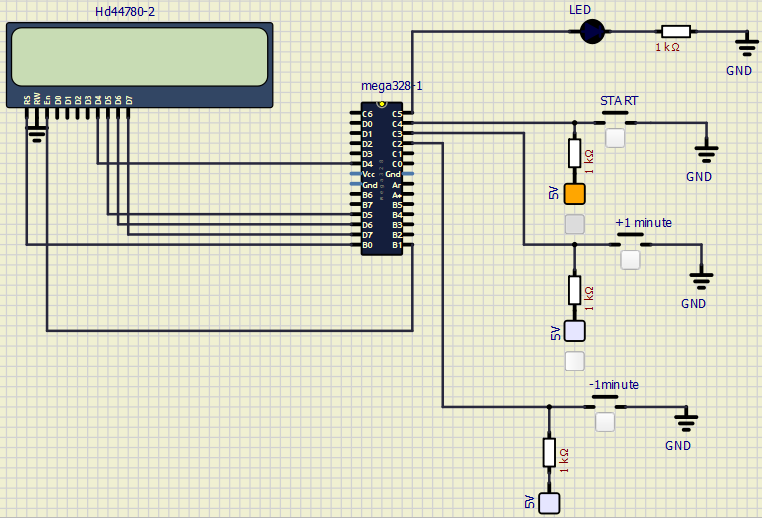 Hd44780-2
RS RW En D0 D1 D2 D3 D4 D5 D6 D7
mega328-1
C6 C5
D0 C4
D1 C3
D2 C2
D3 C1
D4 C0
Vcc Gnd
Gnd Ar
B6 A+
B7 B5
D5 B4
D6 B3
D7 B2
B0 B1
LED
1 kΩ
GND
START
1 kΩ
5V
GND
+1 minute
1 kΩ
5V
GND
-1minute
1 kΩ
5V
GND